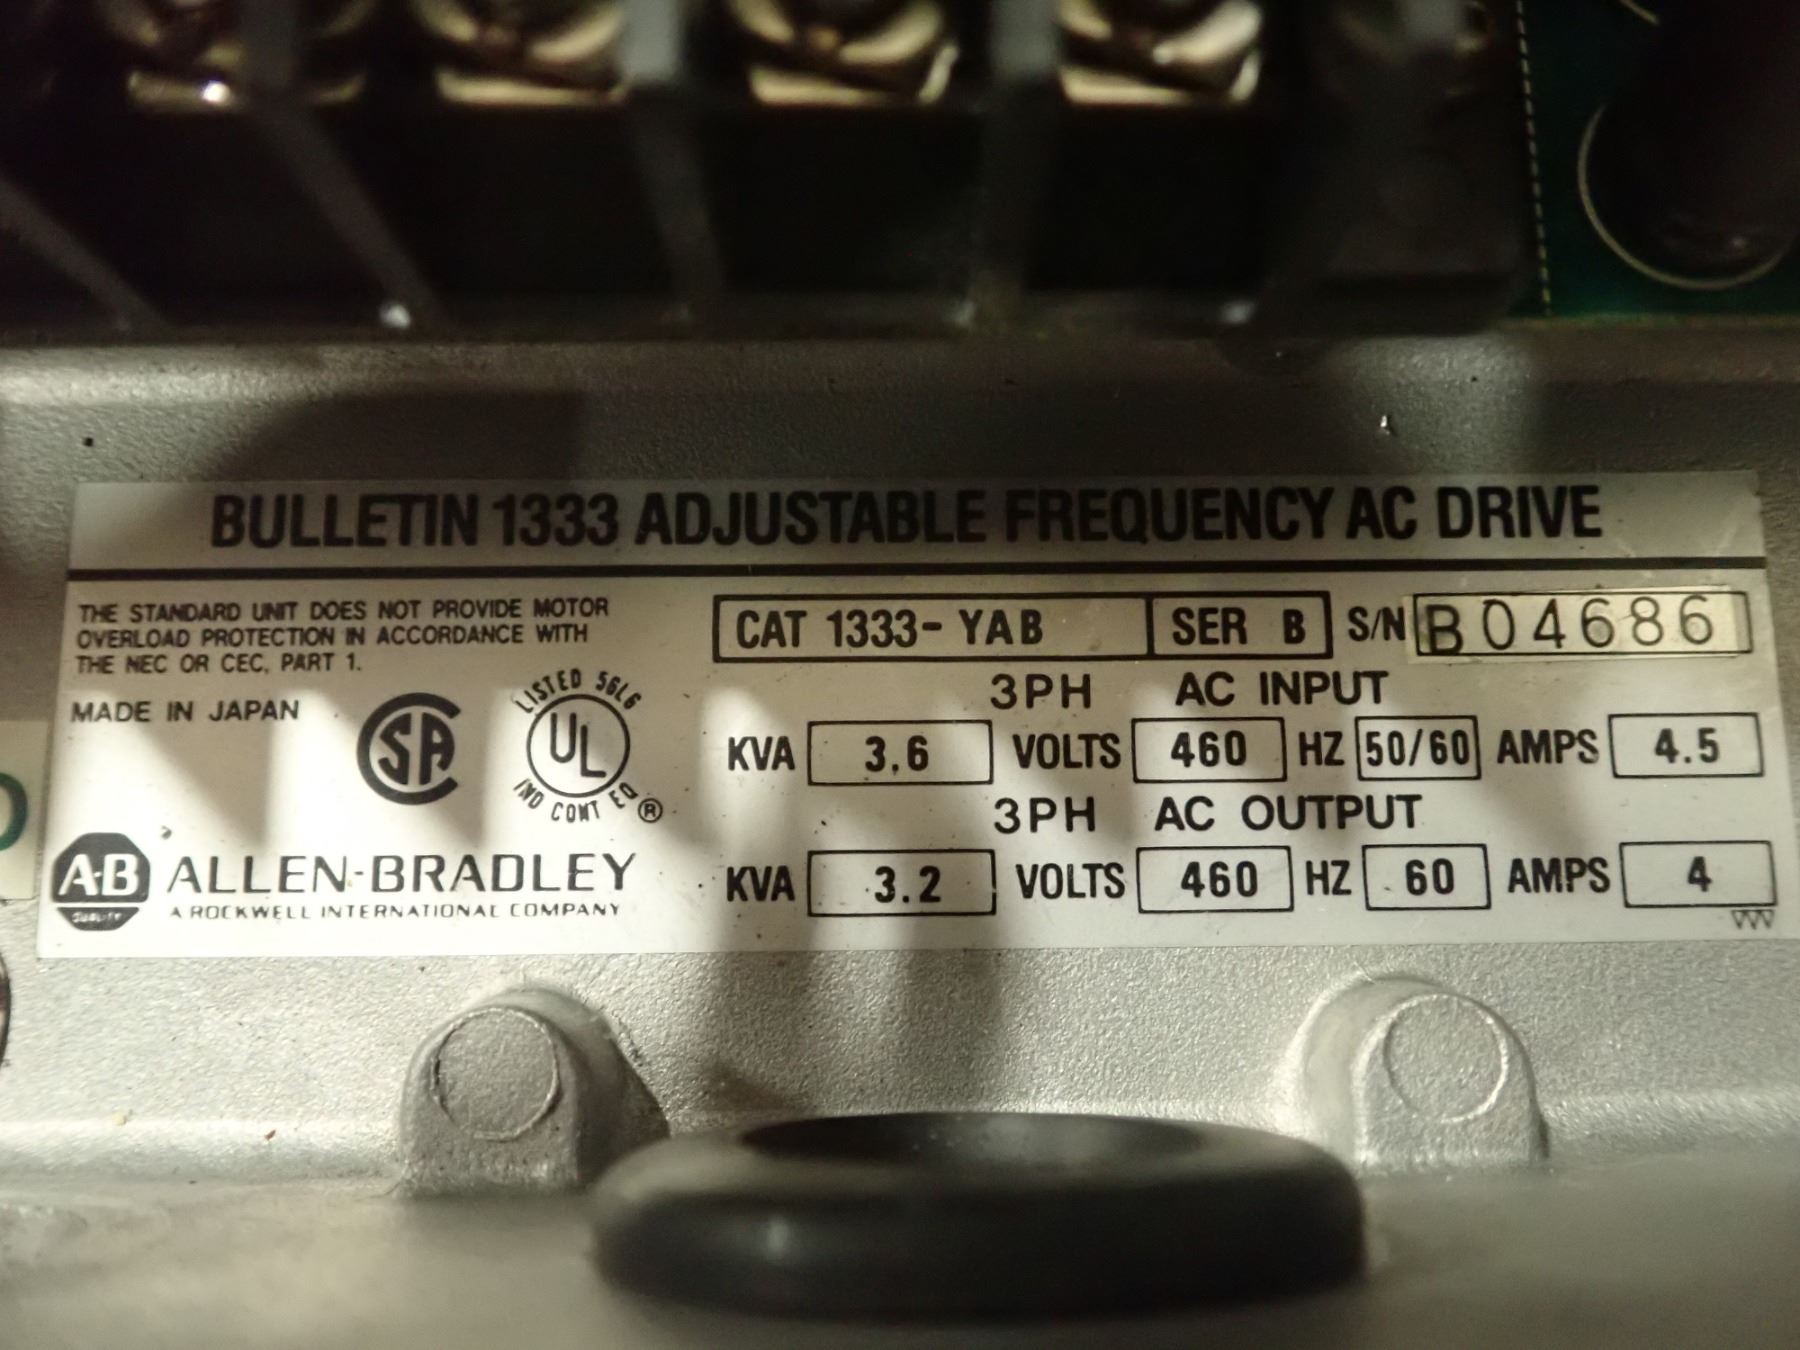 BULLETIN 1333 ADJUSTABLE FREQUENCY AC DRIVE
THE STANDARD UNIT DOES NOT PROVIDE MOTOR
OVERLOAD PROTECTION IN ACCORDANCE WITH
THE NEC OR CEC, PART 1.
MADE IN JAPAN
SA
LISTED 56L6
UL
IND CONT EQ ®
A-B
QUALITY
ALLEN-BRADLEY
A ROCKWELL INTERNATIONAL COMPANY
CAT 1333- YAB SER B S/N B04686
3PH AC INPUT
KVA 3.6 VOLTS 460 HZ 50/60 AMPS 4.5
3PH AC OUTPUT
KVA 3.2 VOLTS 460 HZ 60 AMPS 4